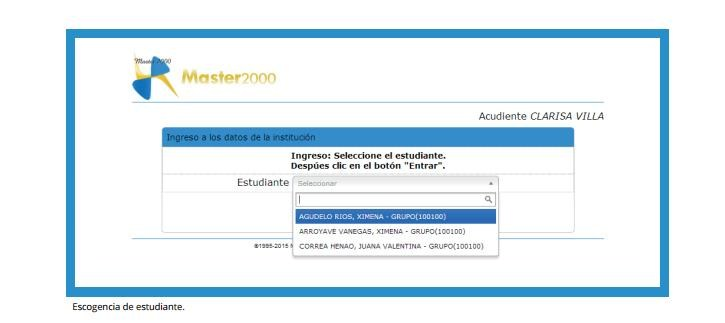 Master 2000
Master2000
Acudiente CLARISA VILLA
Ingreso a los datos de la institución
Ingreso: Seleccione el estudiante.
Despúes clic en el botón "Entrar".
Estudiante Seleccionar
AGUDELO RIOS, XIMENA - GRUPO(100100)
ARROYAVE VANEGAS, XIMENA - GRUPO(100100)
CORREA HENAO, JUANA VALENTINA - GRUPO(100100)
©1995-2015
Escogencia de estudiante.